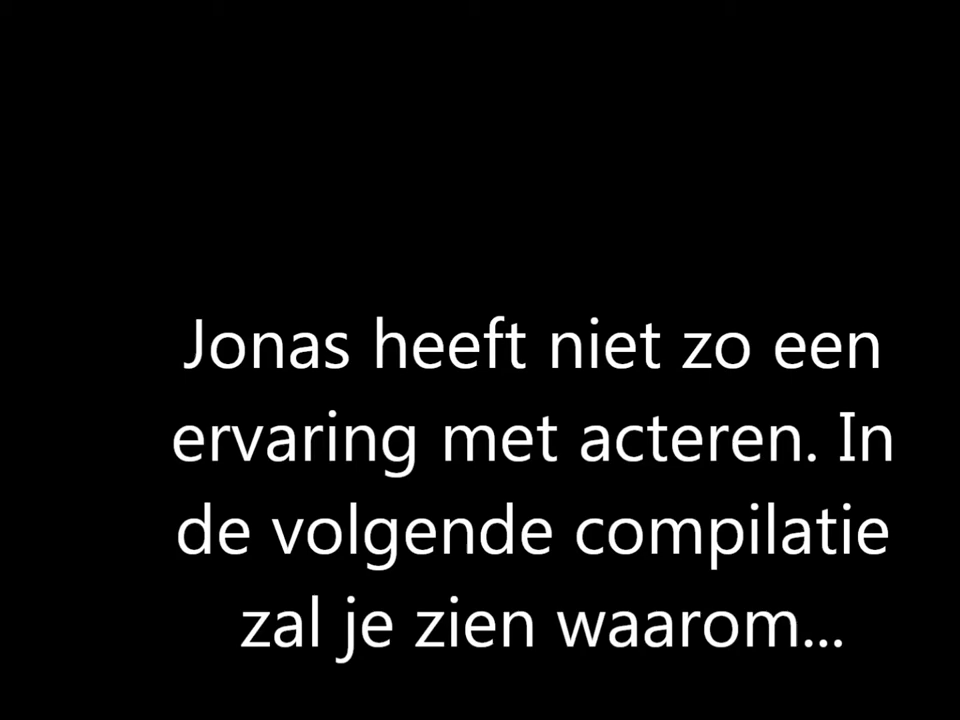 Jonas heeft niet zo een
ervaring met acteren. In
de volgende compilatie
zal je zien waarom...